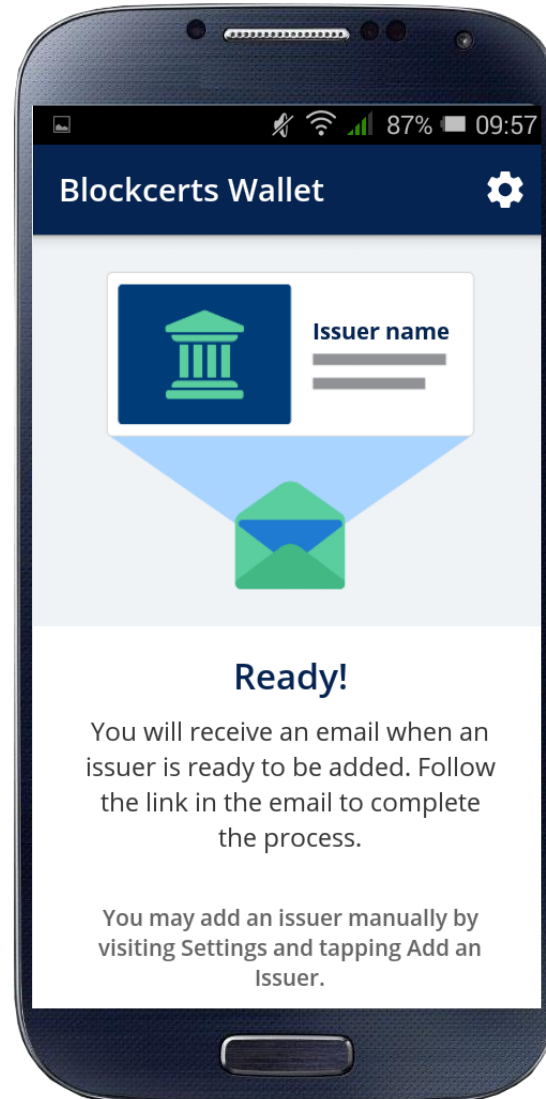 87% 09:57
Blockcerts Wallet
Issuer name
Ready!
You will receive an email when an
issuer is ready to be added. Follow
the link in the email to complete
the process.
You may add an issuer manually by
visiting Settings and tapping Add an
Issuer.